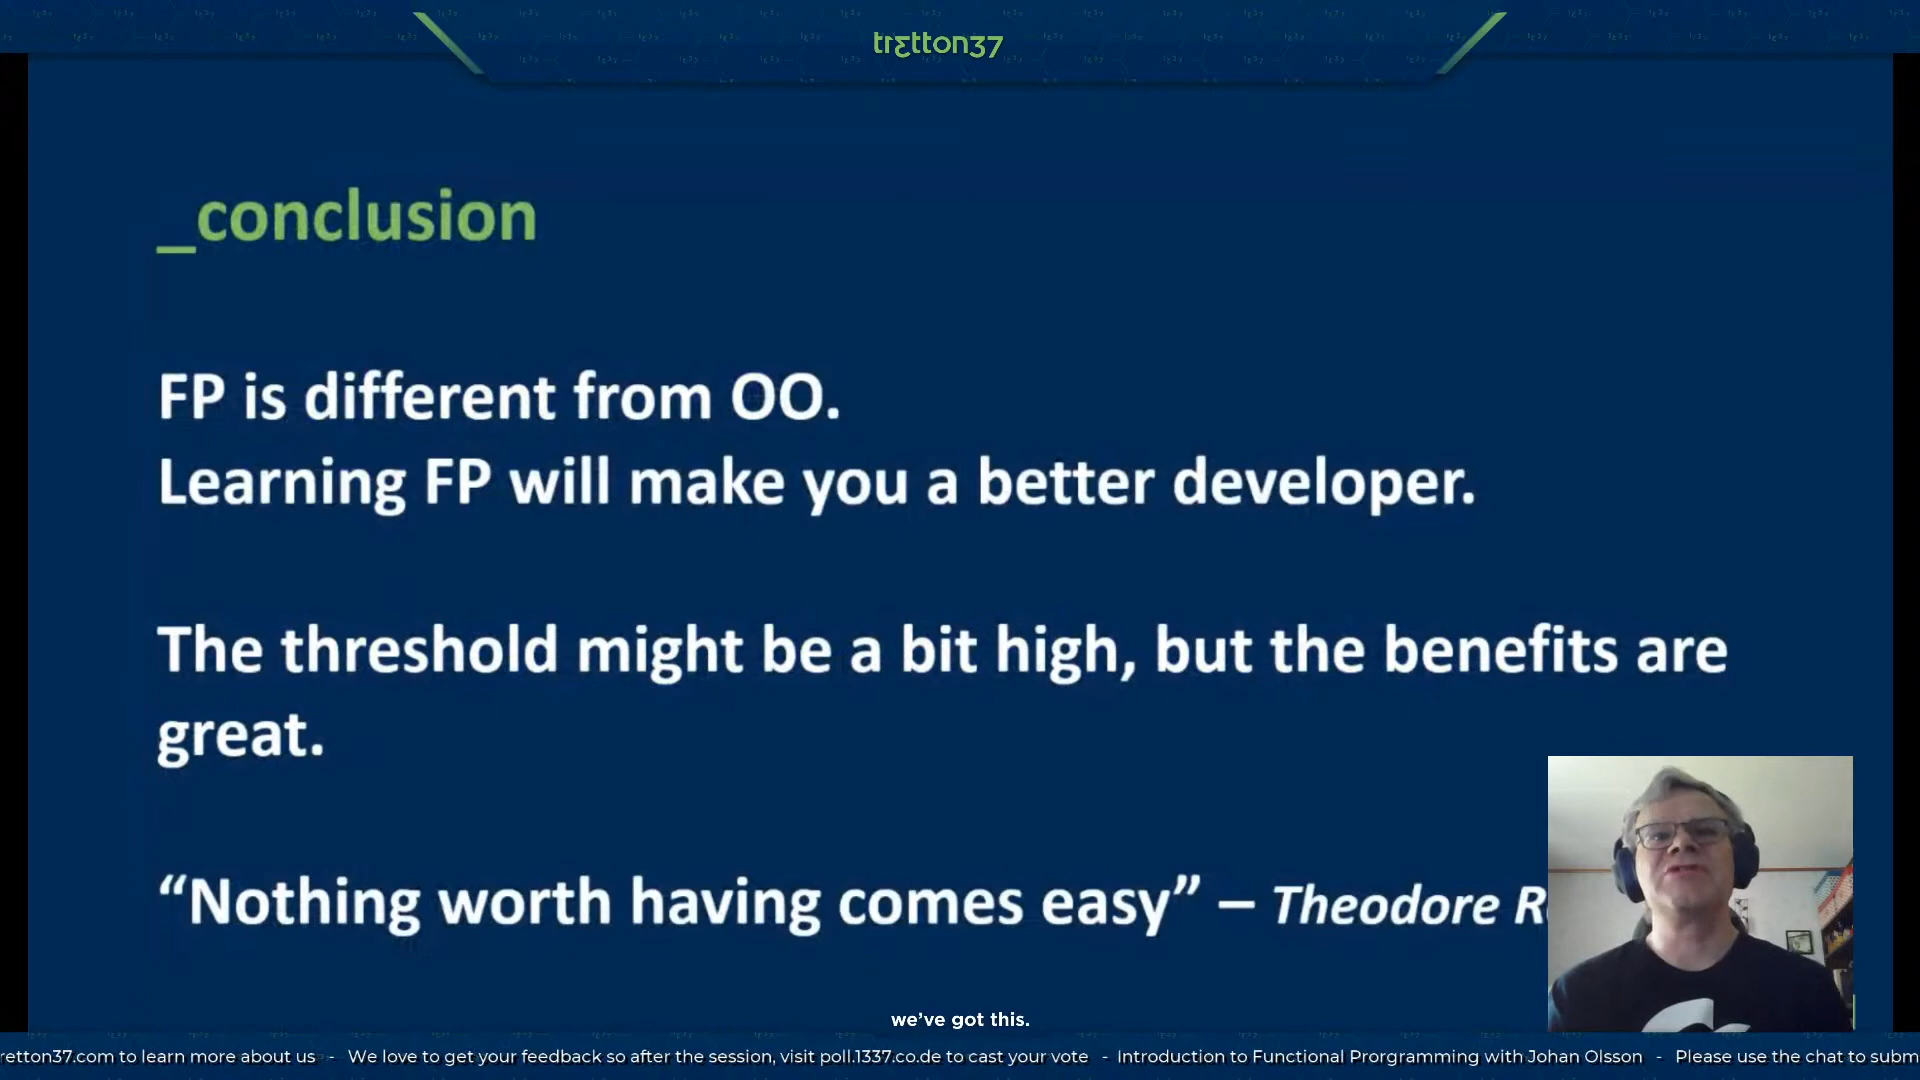 tretton37
_conclusion
FP is different from OO.
Learning FP will make you a better developer.
The threshold might be a bit high, but the benefits are
great.
“Nothing worth having comes easy” – Theodore
we’ve got this.
retton37.com to learn more about us - We love to get your feedback so after the session, visit poll.1337.co.de to cast your vote - Introduction to Functional Prorgramming with Johan Olsson - Please use the chat to subm